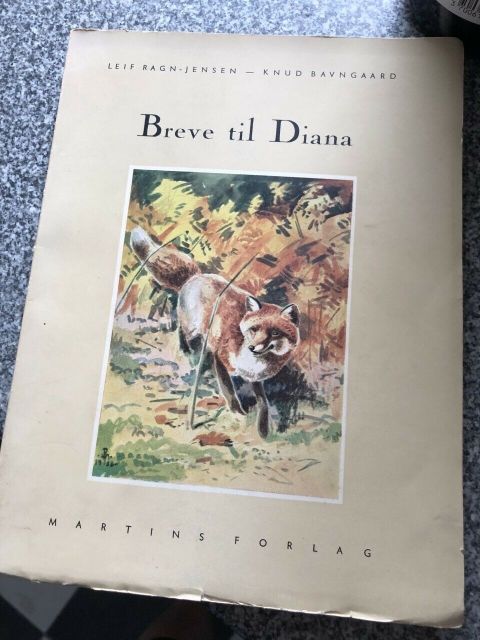 LEIF RAGN-JENSEN — KNUD BAVNGAARD
Breve til Diana
MARTINS FORLAG